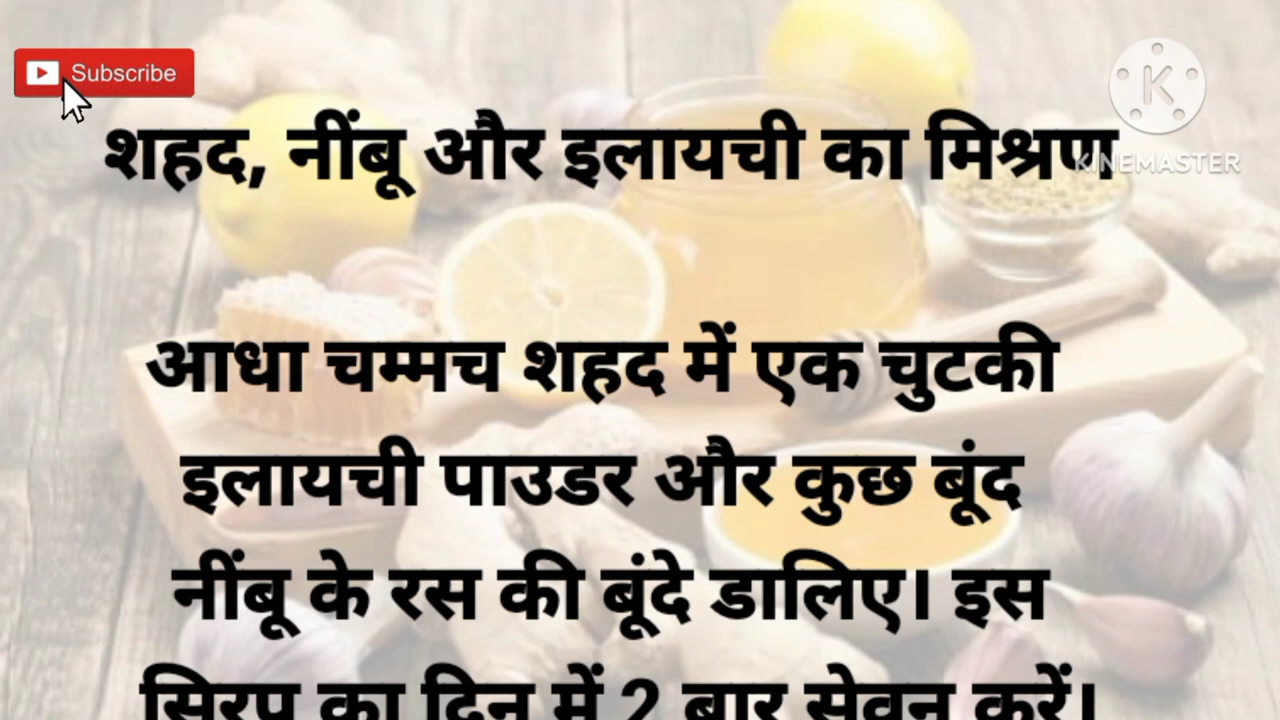 Subscribe
शहद, नींबू और इलायची का मिश्रण
KINEMASTER
आधा चम्मच शहद में एक चुटकी
इलायची पाउडर और कुछ बूंद
नींबू के रस की बूंदे डालिए। इस
सिरप का दिन में 2 बार सेवन करें।